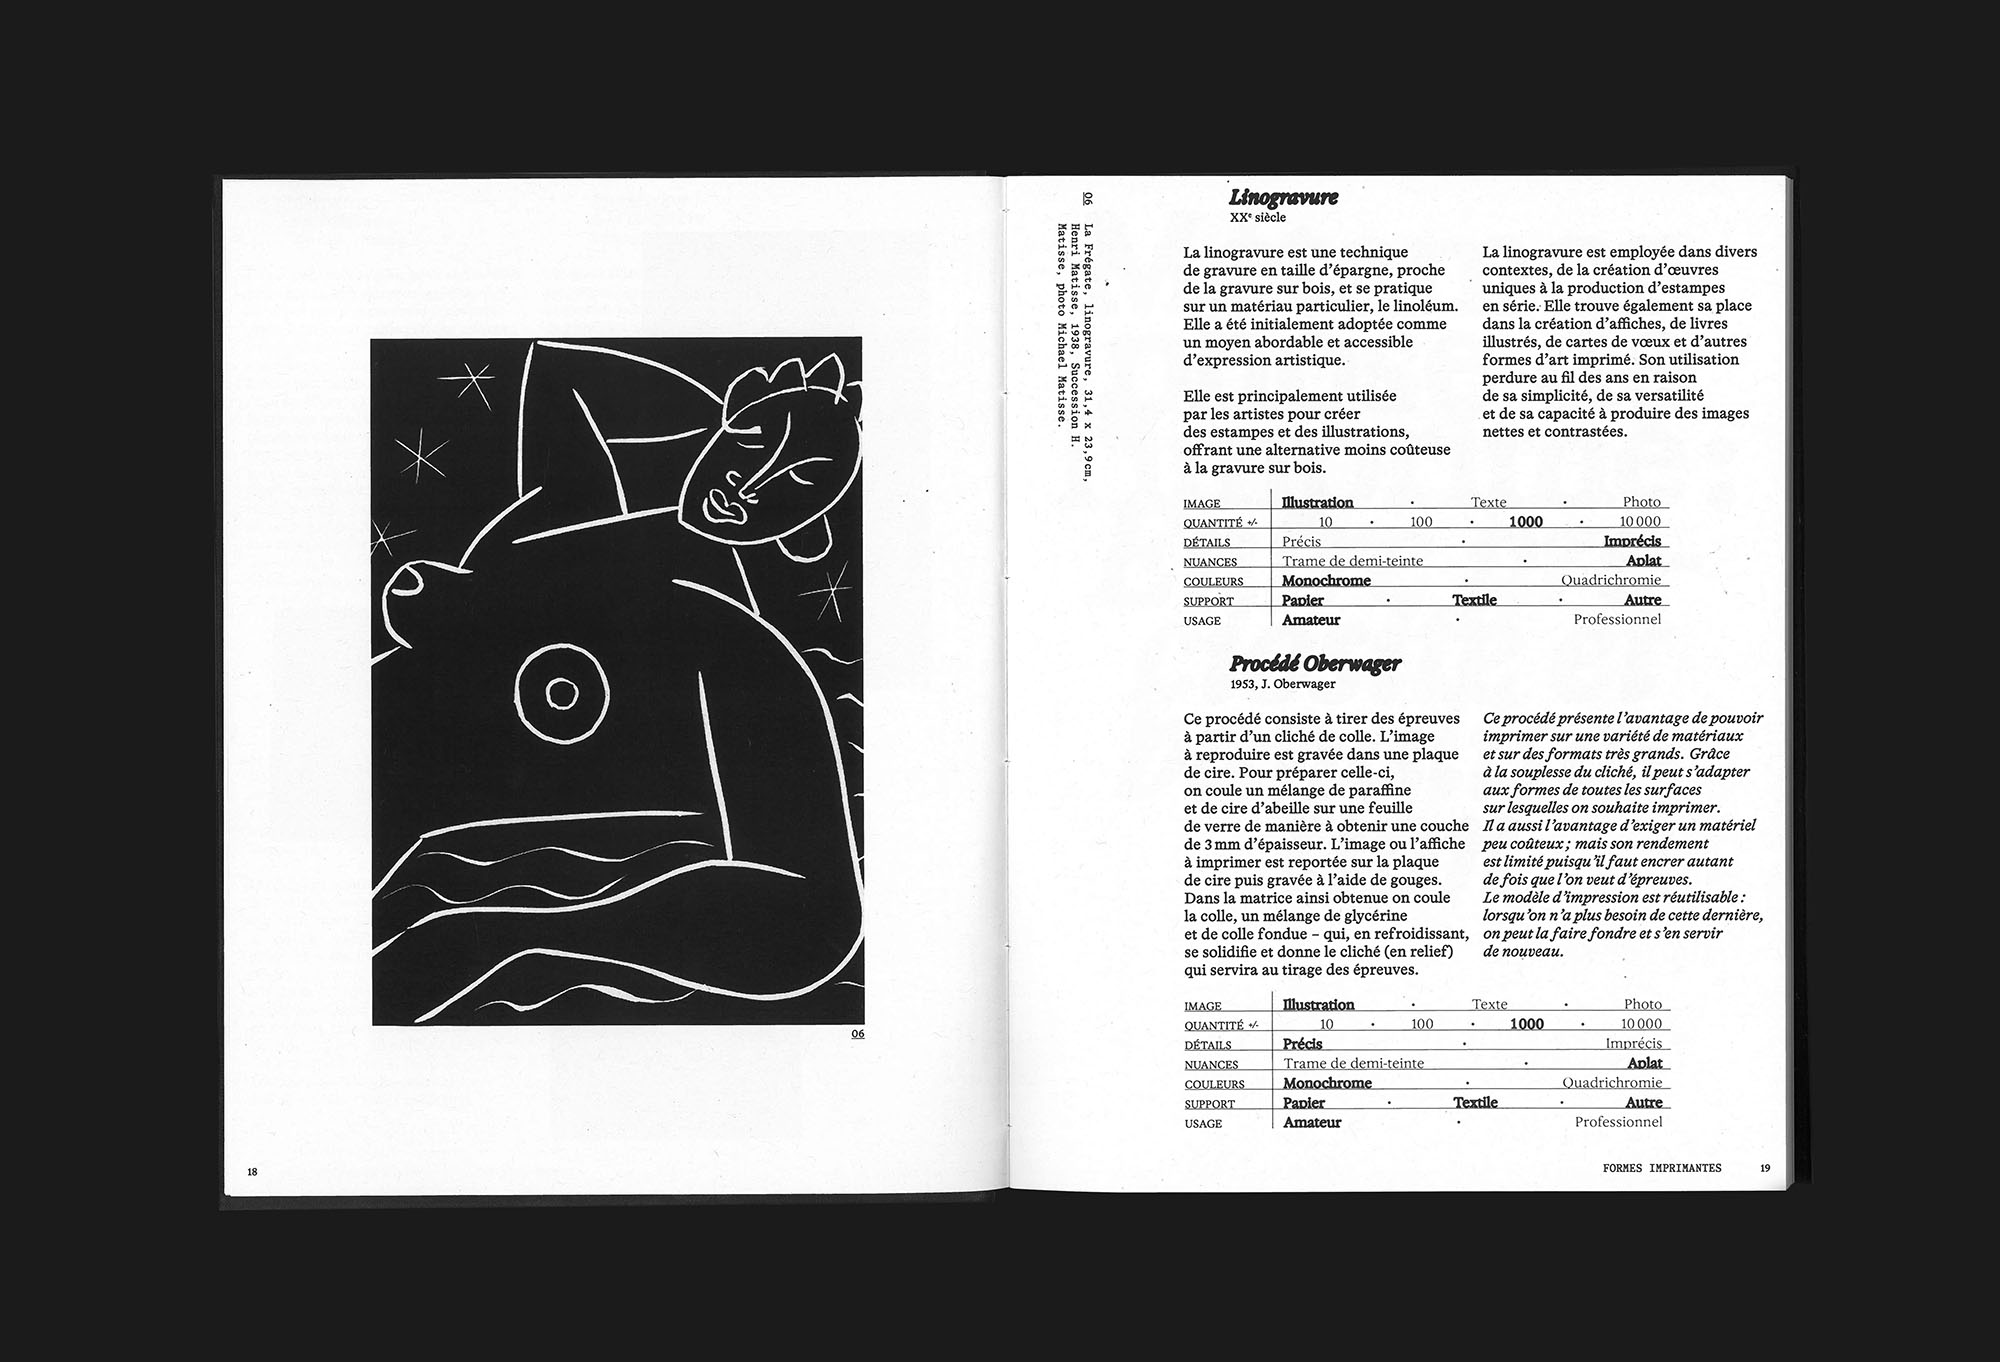 06
18
06 La Frégate, linogravure, 31,4 x 23,9cm,
Henri Matisse, 1938, Succession H.
Matisse, photo Michael Matisse.
Linogravure
XXe siècle
La linogravure est une technique
de gravure en taille d’épargne, proche
de la gravure sur bois, et se pratique
sur un matériau particulier, le linoléum.
Elle a été initialement adoptée comme
un moyen abordable et accessible
d’expression artistique.
Elle est principalement utilisée
par les artistes pour créer
des estampes et des illustrations,
offrant une alternative moins coûteuse
à la gravure sur bois.
La linogravure est employée dans divers
contextes, de la création d’œuvres
uniques à la production d’estampes
en série. Elle trouve également sa place
dans la création d’affiches, de livres
illustrés, de cartes de vœux et d’autres
formes d’art imprimé. Son utilisation
perdure au fil des ans en raison
de sa simplicité, de sa versatilité
et de sa capacité à produire des images
nettes et contrastées.
IMAGE Illustration • Texte • Photo
QUANTITÉ +/- 10 • 100 • 1000 • 10 000
DÉTAILS Précis • Imprécis
NUANCES Trame de demi-teinte • Aplat
COULEURS Monochrome • Quadrichromie
SUPPORT Papier • Textile • Autre
USAGE Amateur • Professionnel
Procédé Oberwager
1953, J. Oberwager
Ce procédé consiste à tirer des épreuves
à partir d’un cliché de colle. L’image
à reproduire est gravée dans une plaque
de cire. Pour préparer celle-ci,
on coule un mélange de paraffine
et de cire d’abeille sur une feuille
de verre de manière à obtenir une couche
de 3 mm d’épaisseur. L’image ou l’affiche
à imprimer est reportée sur la plaque
de cire puis gravée à l’aide de gouges.
Dans la matrice ainsi obtenue on coule
la colle, un mélange de glycérine
et de colle fondue – qui, en refroidissant,
se solidifie et donne le cliché (en relief)
qui servira au tirage des épreuves.
Ce procédé présente l’avantage de pouvoir
imprimer sur une variété de matériaux
et sur des formats très grands. Grâce
à la souplesse du cliché, il peut s’adapter
aux formes de toutes les surfaces
sur lesquelles on souhaite imprimer.
Il a aussi l’avantage d’exiger un matériel
peu coûteux ; mais son rendement
est limité puisqu’il faut encrer autant
de fois que l’on veut d’épreuves.
Le modèle d’impression est réutilisable :
lorsqu’on n’a plus besoin de cette dernière,
on peut la faire fondre et s’en servir
de nouveau.
IMAGE Illustration • Texte • Photo
QUANTITÉ +/- 10 • 100 • 1000 • 10 000
DÉTAILS Précis • Imprécis
NUANCES Trame de demi-teinte • Aplat
COULEURS Monochrome • Quadrichromie
SUPPORT Papier • Textile • Autre
USAGE Amateur • Professionnel
FORMES IMPRIMANTES 19